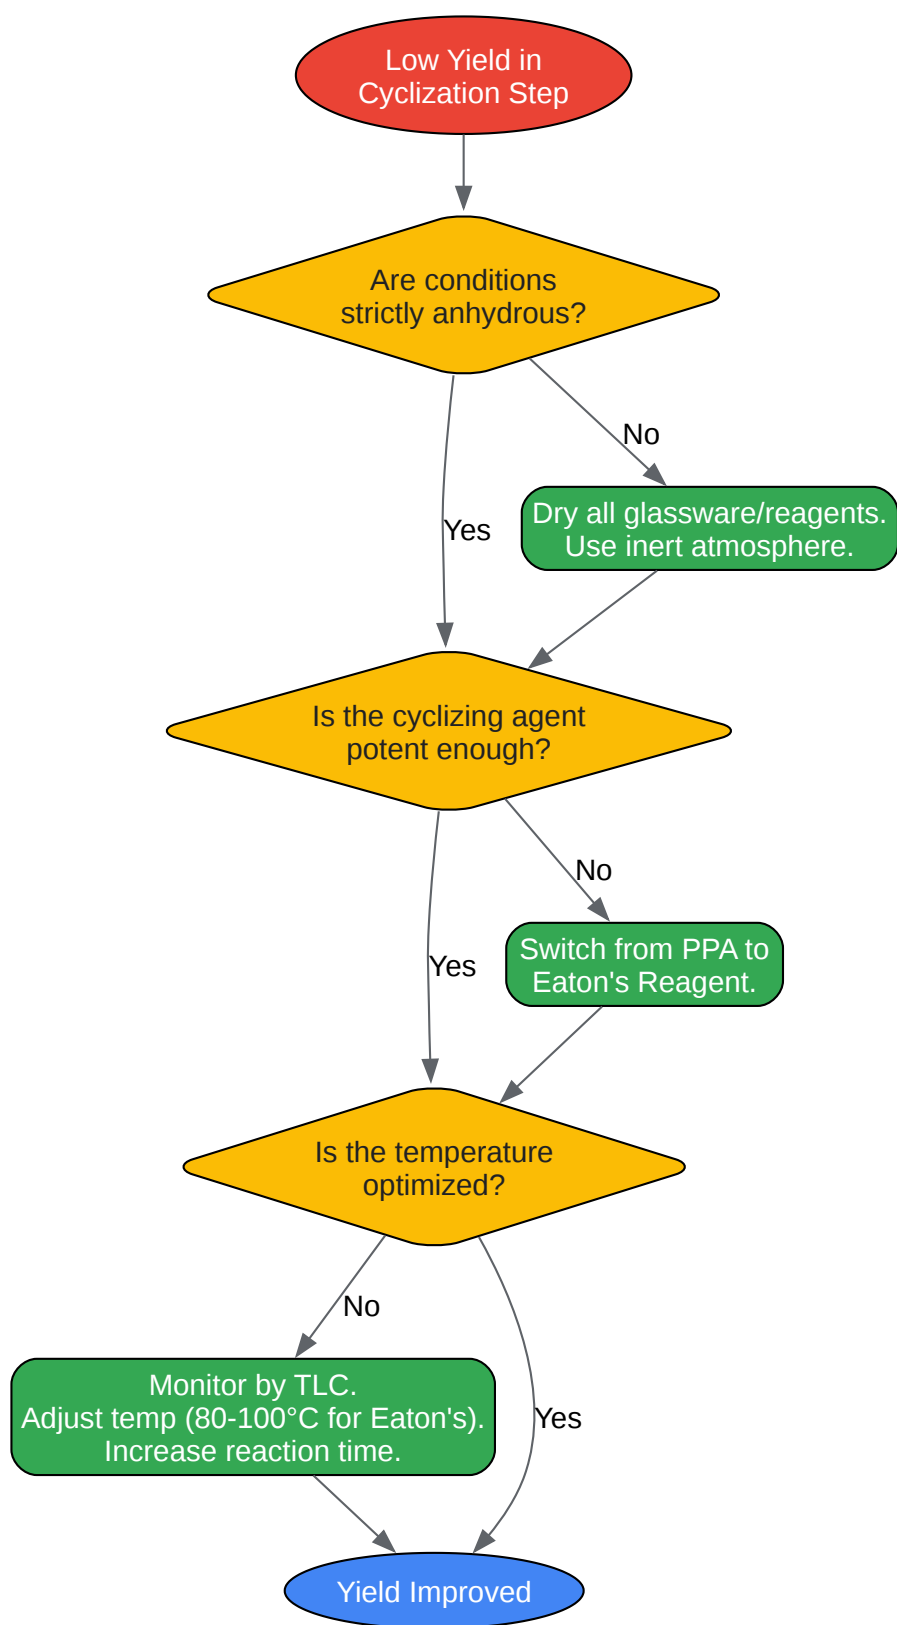 Low Yield in
Cyclization Step
Are conditions
strictly anhydrous?
No
Dry all glassware/reagents.
Use inert atmosphere.
Yes
Is the cyclizing agent
potent enough?
No
Switch from PPA to
Eaton's Reagent.
Yes
Is the temperature
optimized?
No
Monitor by TLC.
Adjust temp (80-100°C for Eaton's).
Increase reaction time.
Yes
Yield Improved